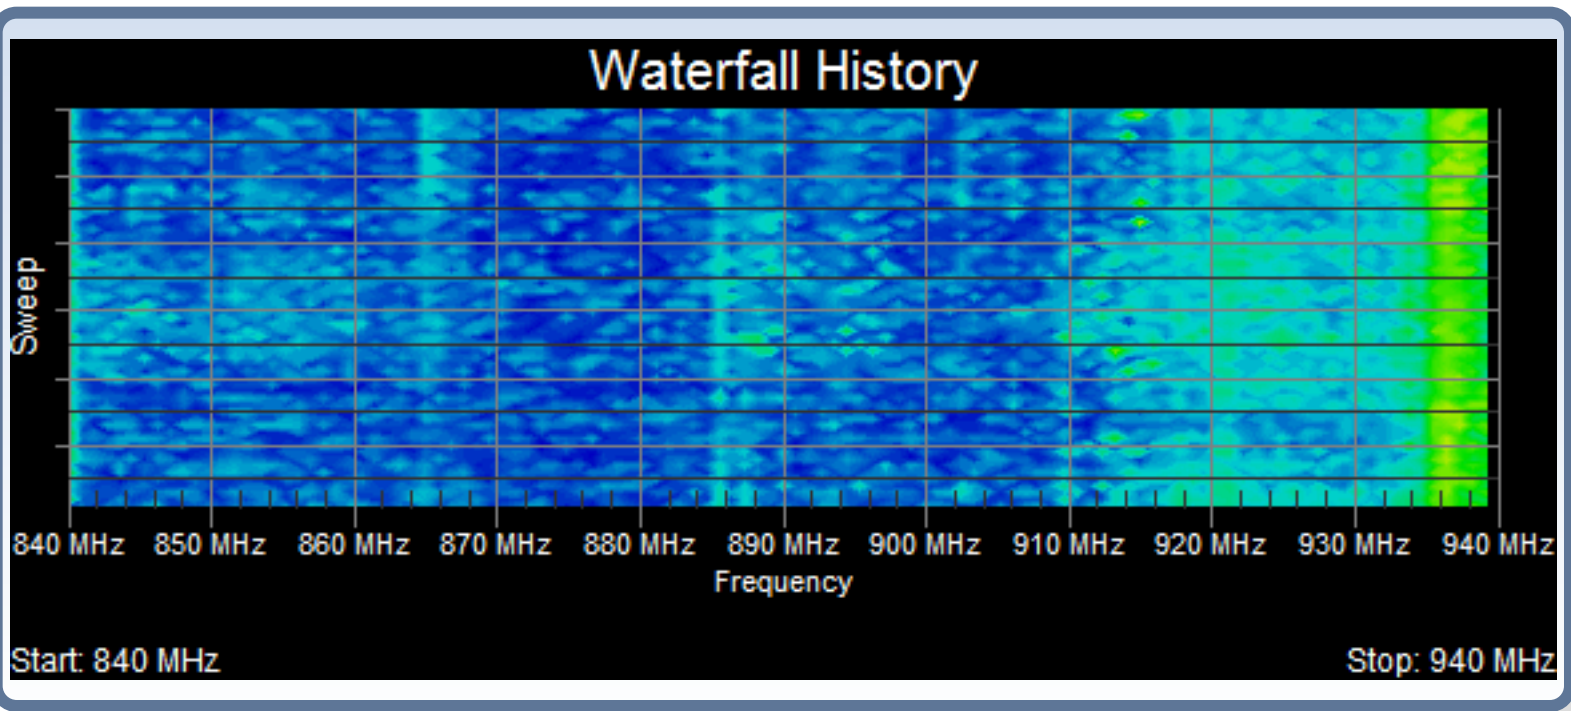 Waterfall History
Sweep
840 MHz 850 MHz 860 MHz 870 MHz 880 MHz 890 MHz 900 MHz 910 MHz 920 MHz 930 MHz 940 MHz
Frequency
Start: 840 MHz Stop: 940 MHz